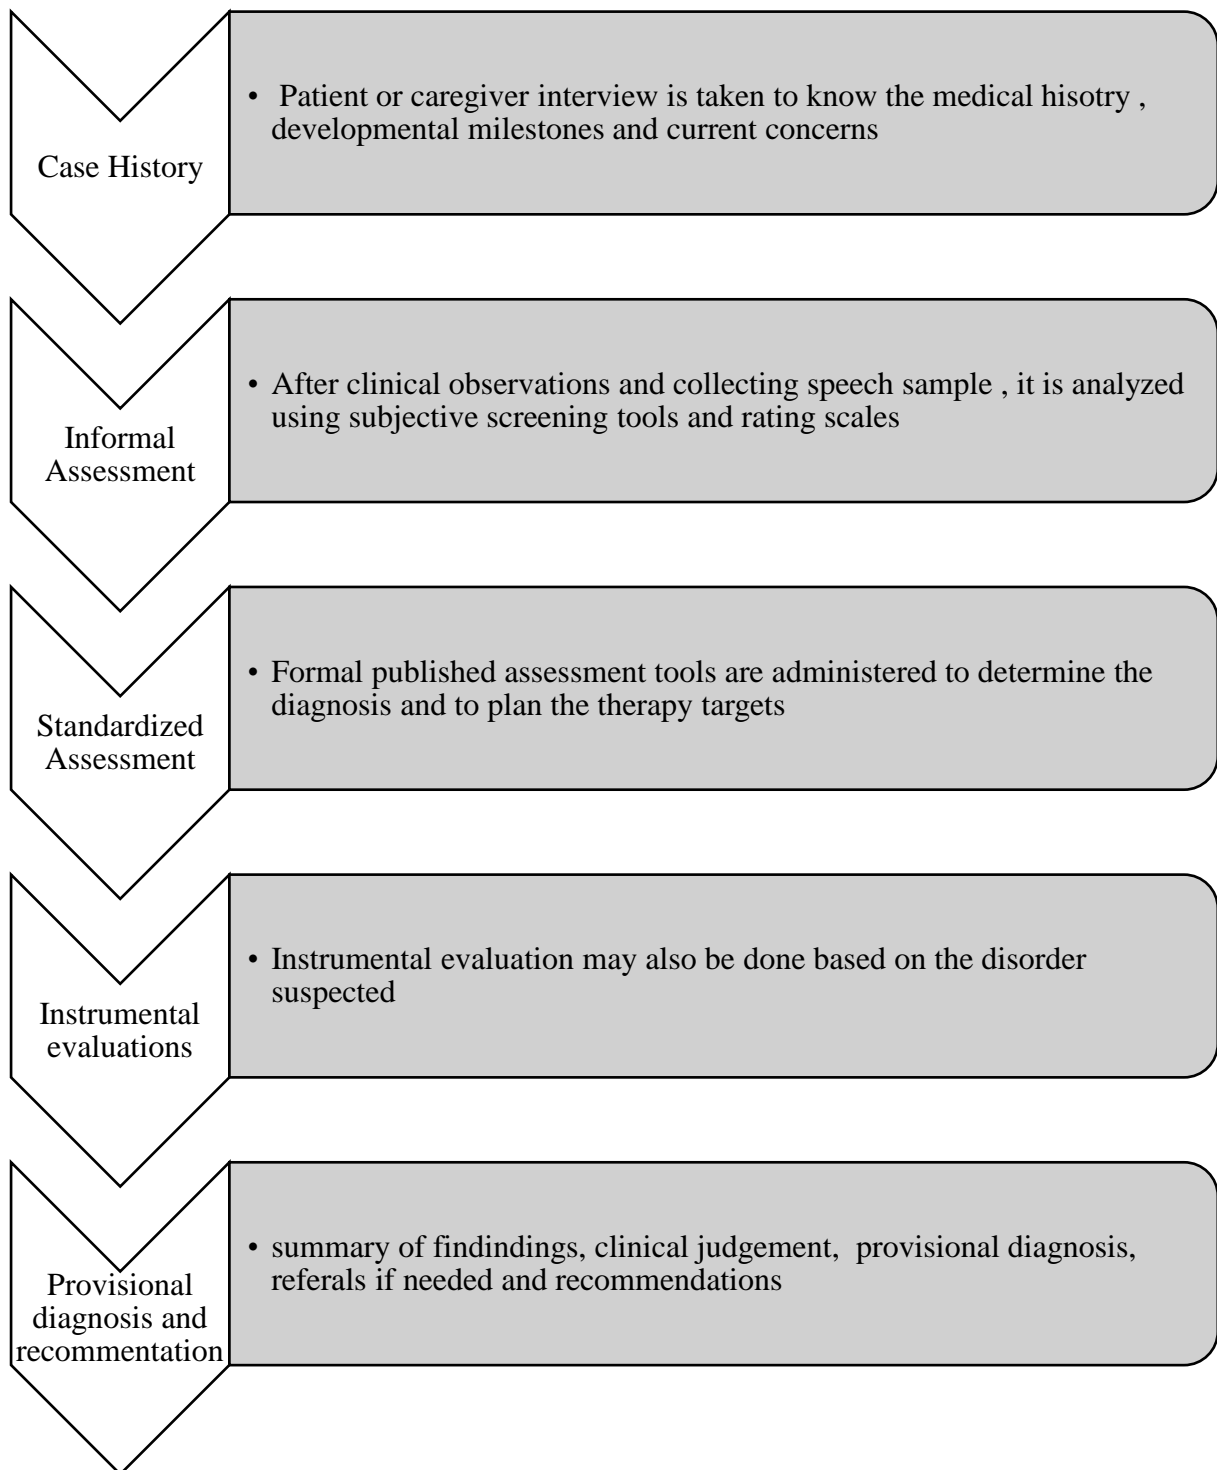 Case History
• Patient or caregiver interview is taken to know the medical hisotry ,
developmental milestones and current concerns
Informal
Assessment
• After clinical observations and collecting speech sample , it is analyzed
using subjective screening tools and rating scales
Standardized
Assessment
• Formal published assessment tools are administered to determine the
diagnosis and to plan the therapy targets
Instrumental
evaluations
• Instrumental evaluation may also be done based on the disorder
suspected
Provisional
diagnosis and
recommentation
• summary of findindings, clinical judgement, provisional diagnosis,
referals if needed and recommendations